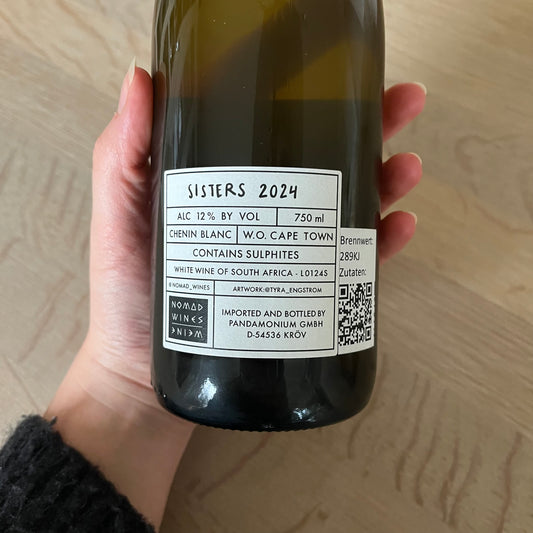 SISTERS 2024
ALC 12% BY VOL
750 ml
CHENIN BLANC
W.O. CAPE TOWN
CONTAINS SULPHITES
WHITE WINE OF SOUTH AFRICA - L0124S
@ NOMAD_WINES
ARTWORK:@TYRA_ENGSTROM
NOMAD
WINES
WEINE
IMPORTED AND BOTTLED BY
PANDAMONIUM GMBH
D-54536 KRÖV
Brennwert:
289KJ
Zutaten: